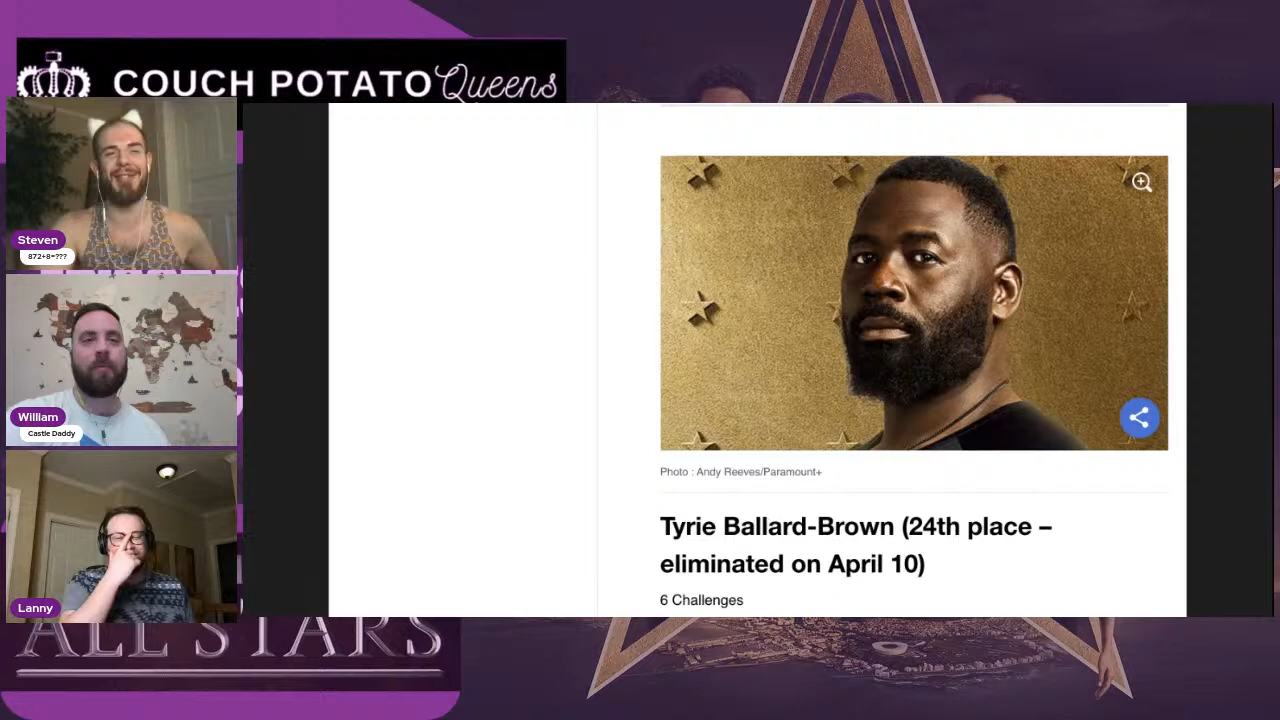 COUCH POTATO Queens
Steven
872+8=???
William
Castle Daddy
Lanny
Photo : Andy Reeves/Paramount+
Tyrie Ballard-Brown (24th place –
eliminated on April 10)
6 Challenges
ALL STARS